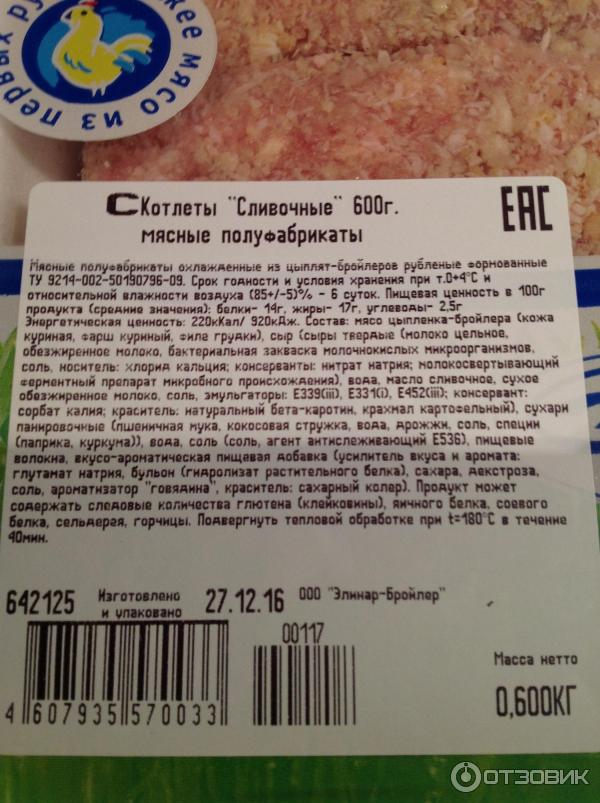 жее мясо из первых ру
СКотлеты "Сливочные" 600г.
мясные полуфабрикаты
ЕАС
Мясные полуфабрикаты охлажденные из цыплят-бройлеров рубленые формованные
ТУ 9214-002-50190796-09. Срок годности и условия хранения при т.0+4°С и
относительной влажности воздуха (85+/-5)% - 6 суток. Пищевая ценность в 100г
продукта (средние значения): белки- 14г, жиры- 17г, углеводы- 2,5г
Энергетическая ценность: 220кКал/ 920кДж. Состав: мясо цыпленка-бройлера (кожа
куриная, фарш куриный, филе грудки), сыр (сыры твердые (молоко цельное,
обезжиренное молоко, бактериальная закваска молочнокислых микроорганизмов,
соль, носитель: хлорид кальция; консерванты: нитрат натрия; молокосвертывающий
ферментный препарат микробного происхождения), вода, масло сливочное, сухое
обезжиренное молоко, соль, эмульгаторы: Е339(iii), Е331(i), Е452(iii); консервант:
сорбат калия; краситель: натуральный бета-каротин, крахмал картофельный), сухари
панировочные (пшеничная мука, кокосовая стружка, вода, дрожжи, соль, специи
(паприка, куркума)), вода, соль (соль, агент антислеживающий Е536), пищевые
волокна, вкусо-ароматическая пищевая добавка (усилитель вкуса и аромата:
глутамат натрия, бульон (гидролизат растительного белка), сахара, декстроза,
соль, ароматизатор "говядина", краситель: сахарный колер). Продукт может
содержать следовые количества глютена (клейковины), яичного белка, соевого
белка, сельдерея, горчицы. Подвергнуть тепловой обработке при t=180°С в течение
40мин.
642125 Изготовлено и упаковано 27.12.16 ООО "Элинар-Бройлер"
00117
Масса нетто
0,600КГ
4 607935 570033
ОТЗОВИК